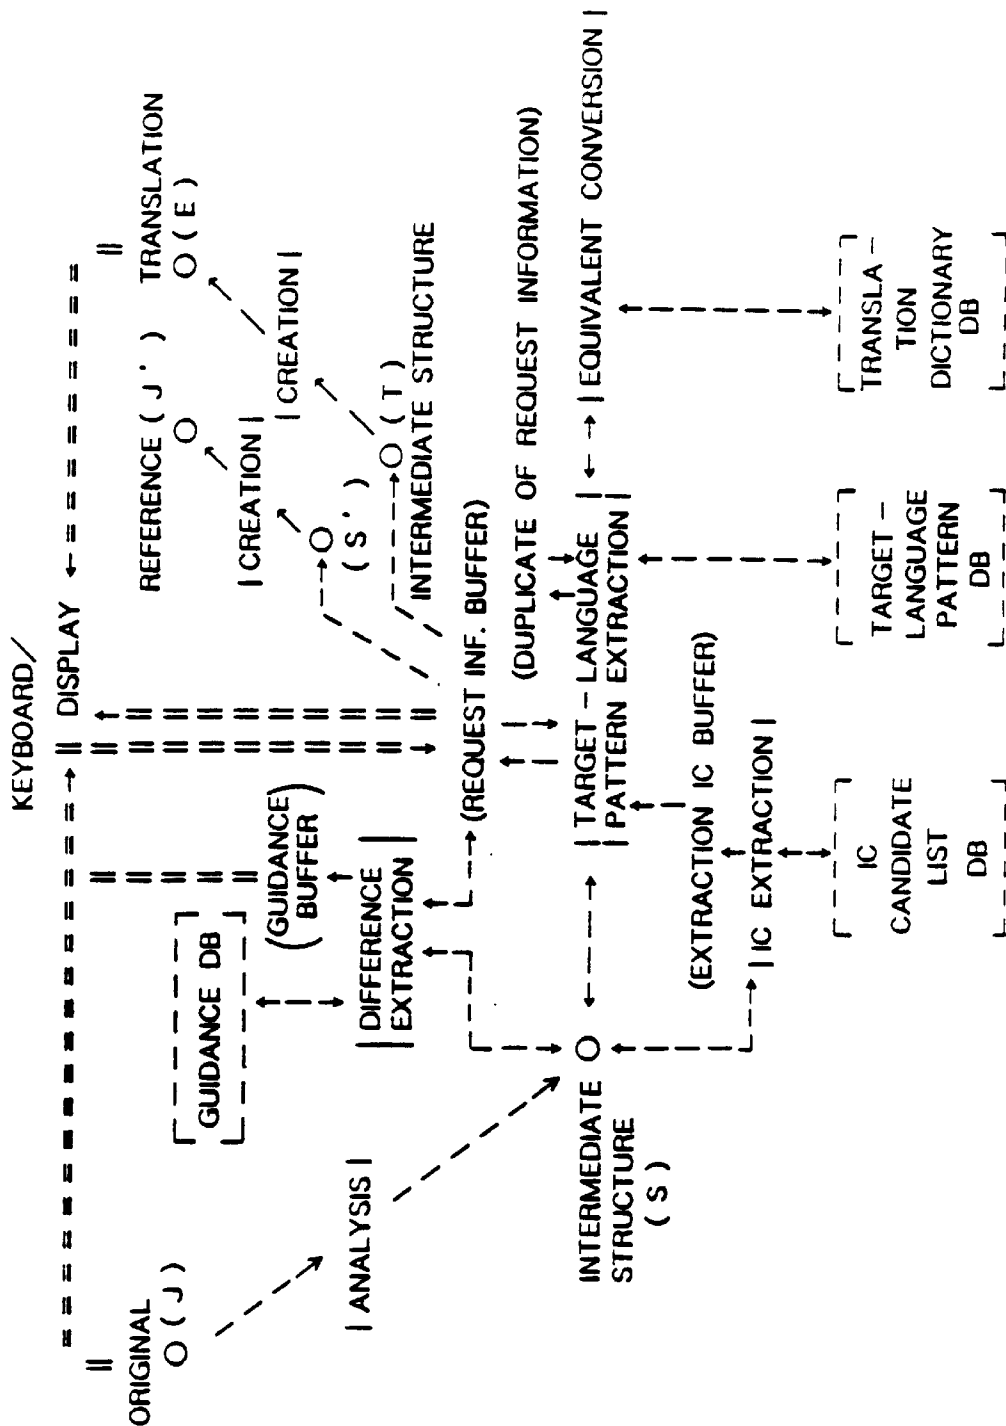 KEYBOARD/
DISPLAY
ORIGINAL
(J)
REFERENCE (J')
TRANSLATION
(E)
|ANALYSIS|
GUIDANCE DB
(GUIDANCE
BUFFER)
|DIFFERENCE
EXTRACTION|
|CREATION|
|CREATION|
(S')
(T)
INTERMEDIATE STRUCTURE
(REQUEST INF. BUFFER)
(DUPLICATE OF REQUEST INFORMATION)
INTERMEDIATE
STRUCTURE
(S)
|TARGET-LANGUAGE
PATTERN EXTRACTION|
|EQUIVALENT CONVERSION|
(EXTRACTION IC BUFFER)
|IC EXTRACTION|
IC
CANDIDATE
LIST
DB
TARGET-
LANGUAGE
PATTERN
DB
TRANSLA-
TION
DICTIONARY
DB